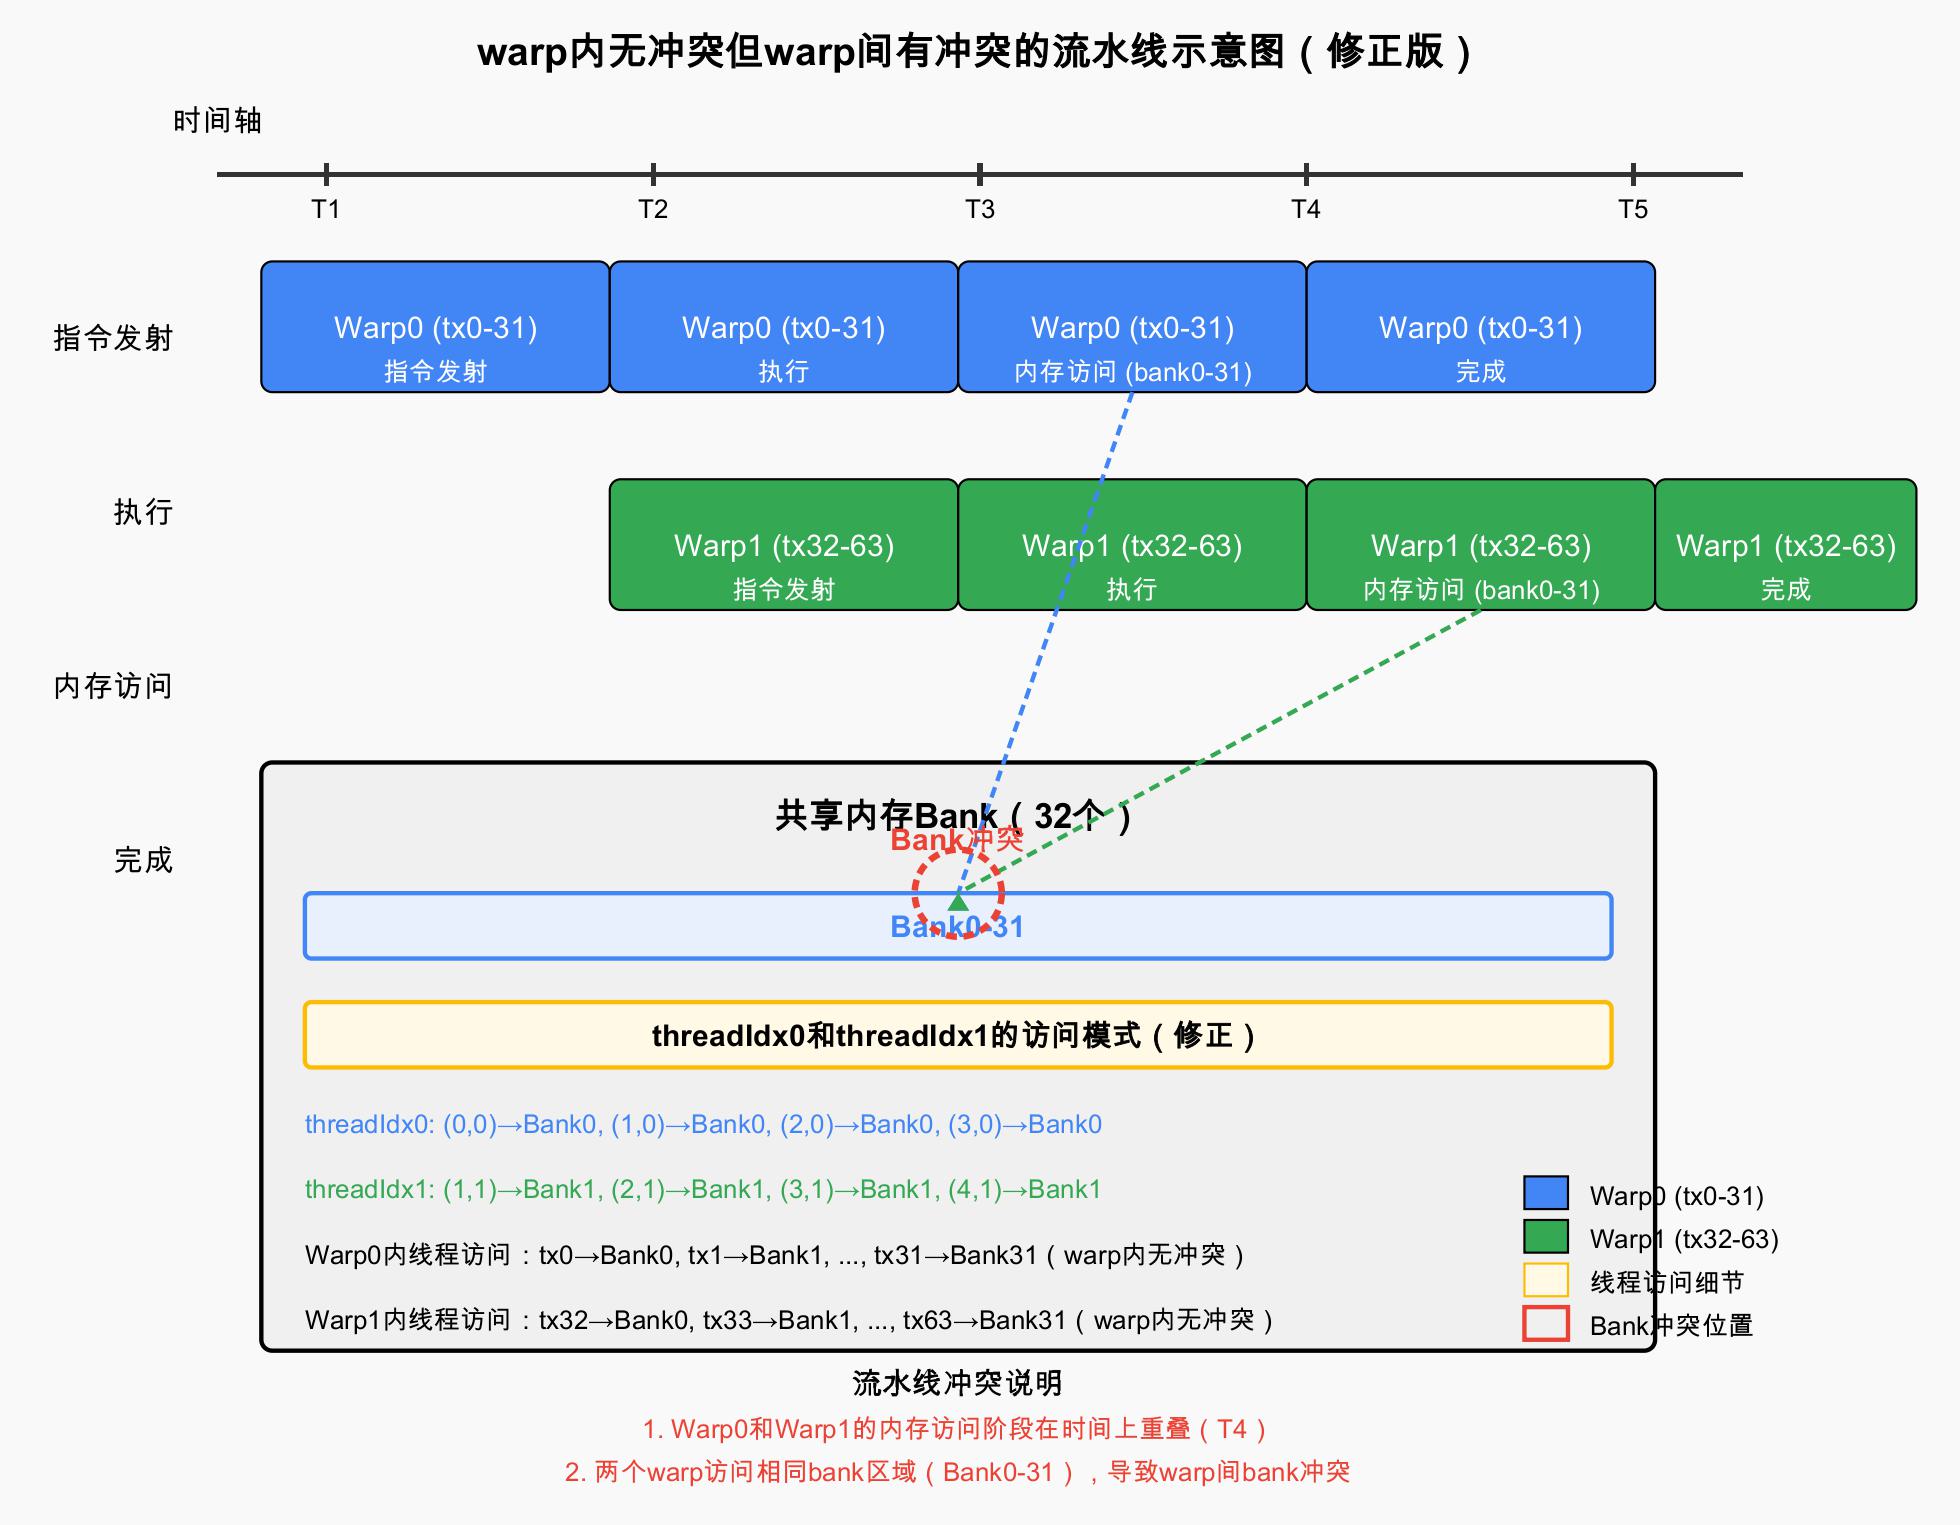 warp内无冲突但warp间有冲突的流水线示意图（修正版）
时间轴
T1 T2 T3 T4 T5
指令发射
Warp0 (tx0-31)
指令发射
Warp0 (tx0-31)
执行
Warp0 (tx0-31)
内存访问 (bank0-31)
Warp0 (tx0-31)
完成
执行
Warp1 (tx32-63)
指令发射
Warp1 (tx32-63)
执行
Warp1 (tx32-63)
内存访问 (bank0-31)
Warp1 (tx32-63)
完成
内存访问
完成
共享内存Bank（32个）
Bank冲突
Bank0-31
threadIdx0和threadIdx1的访问模式（修正）
threadIdx0: (0,0)→Bank0, (1,0)→Bank0, (2,0)→Bank0, (3,0)→Bank0
threadIdx1: (1,1)→Bank1, (2,1)→Bank1, (3,1)→Bank1, (4,1)→Bank1
Warp0内线程访问：tx0→Bank0, tx1→Bank1, ..., tx31→Bank31（warp内无冲突）
Warp1内线程访问：tx32→Bank0, tx33→Bank1, ..., tx63→Bank31（warp内无冲突）
Warp0 (tx0-31)
Warp1 (tx32-63)
线程访问细节
Bank冲突位置
流水线冲突说明
1. Warp0和Warp1的内存访问阶段在时间上重叠（T4）
2. 两个warp访问相同bank区域（Bank0-31），导致warp间bank冲突